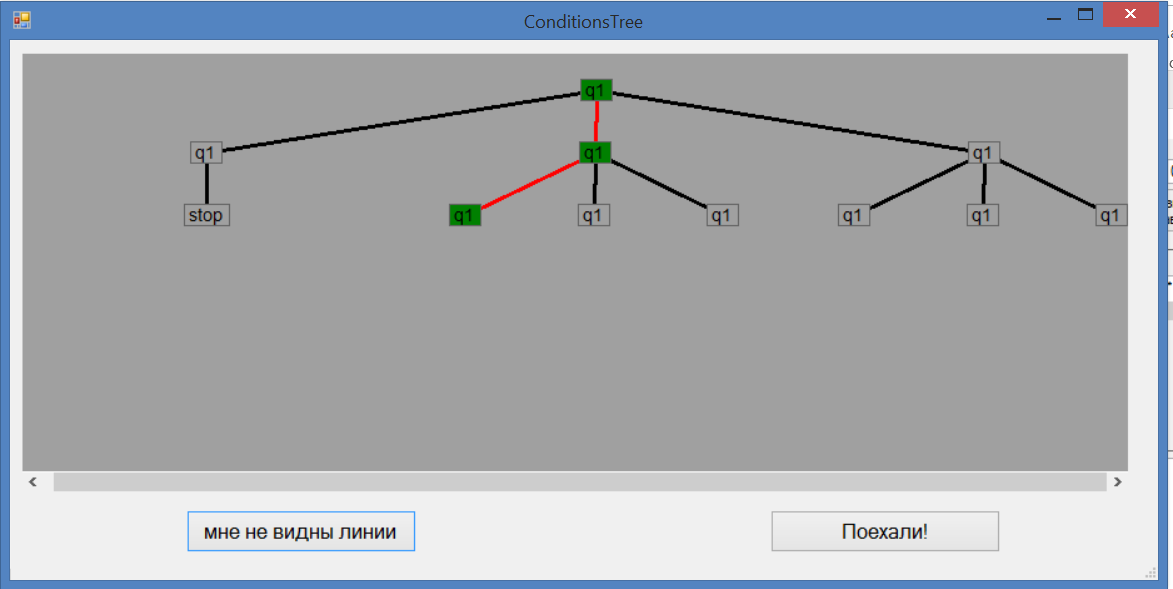 ConditionsTree
q1
q1 q1 q1
stop q1 q1 q1 q1 q1 q1
мне не видны линии
Поехали!